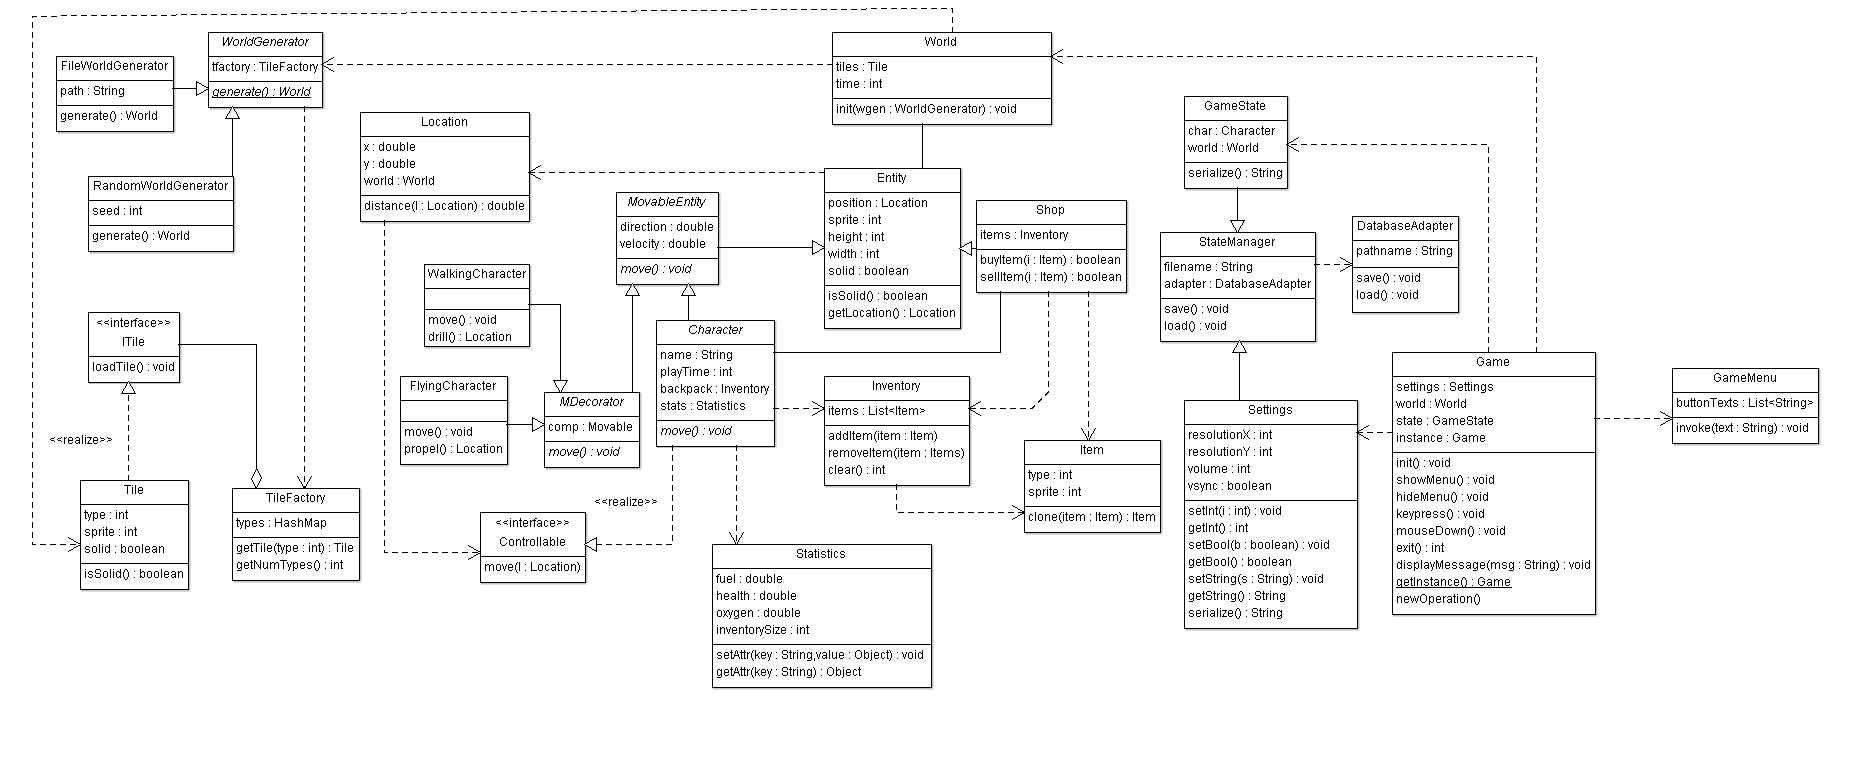 WorldGenerator
tfactory : TileFactory
generate() : World
FileWorldGenerator
path : String
generate() : World
RandomWorldGenerator
seed : int
generate() : World
Location
x : double
y : double
world : World
distance(l : Location) : double
World
tiles : Tile
time : int
init(wgen : WorldGenerator) : void
Entity
position : Location
sprite : int
height : int
width : int
solid : boolean
isSolid() : boolean
getLocation() : Location
MovableEntity
direction : double
velocity : double
move() : void
Shop
items : Inventory
buyItem(i : Item) : boolean
sellItem(i : Item) : boolean
GameState
char : Character
world : World
serialize() : String
StateManager
filename : String
adapter : DatabaseAdapter
save() : void
load() : void
DatabaseAdapter
pathname : String
save() : void
load() : void
WalkingCharacter
move() : void
drill() : Location
FlyingCharacter
move() : void
propel() : Location
MDecorator
comp : Movable
move() : void
Character
name : String
playTime : int
backpack : Inventory
stats : Statistics
move() : void
Inventory
items : List<Item>
addItem(item : Item)
removeItem(item : Items)
clear() : int
Item
type : int
sprite : int
clone(item : Item) : Item
<<interface>>
ITile
loadTile() : void
<<realize>>
Tile
type : int
sprite : int
solid : boolean
isSolid() : boolean
TileFactory
types : HashMap
getTile(type : int) : Tile
getNumTypes() : int
<<realize>>
<<interface>>
Controllable
move(l : Location)
Statistics
fuel : double
health : double
oxygen : double
inventorySize : int
setAttr(key : String,value : Object) : void
getAttr(key : String) : Object
Settings
resolutionX : int
resolutionY : int
volume : int
vsync : boolean
setInt(i : int) : void
getInt() : int
setBool(b : boolean) : void
getBool() : boolean
setString(s : String) : void
getString() : String
serialize() : String
Game
settings : Settings
world : World
state : GameState
instance : Game
init() : void
showMenu() : void
hideMenu() : void
keypress() : void
mouseDown() : void
exit() : int
displayMessage(msg : String) : void
getInstance() : Game
newOperation()
GameMenu
buttonTexts : List<String>
invoke(text : String) : void